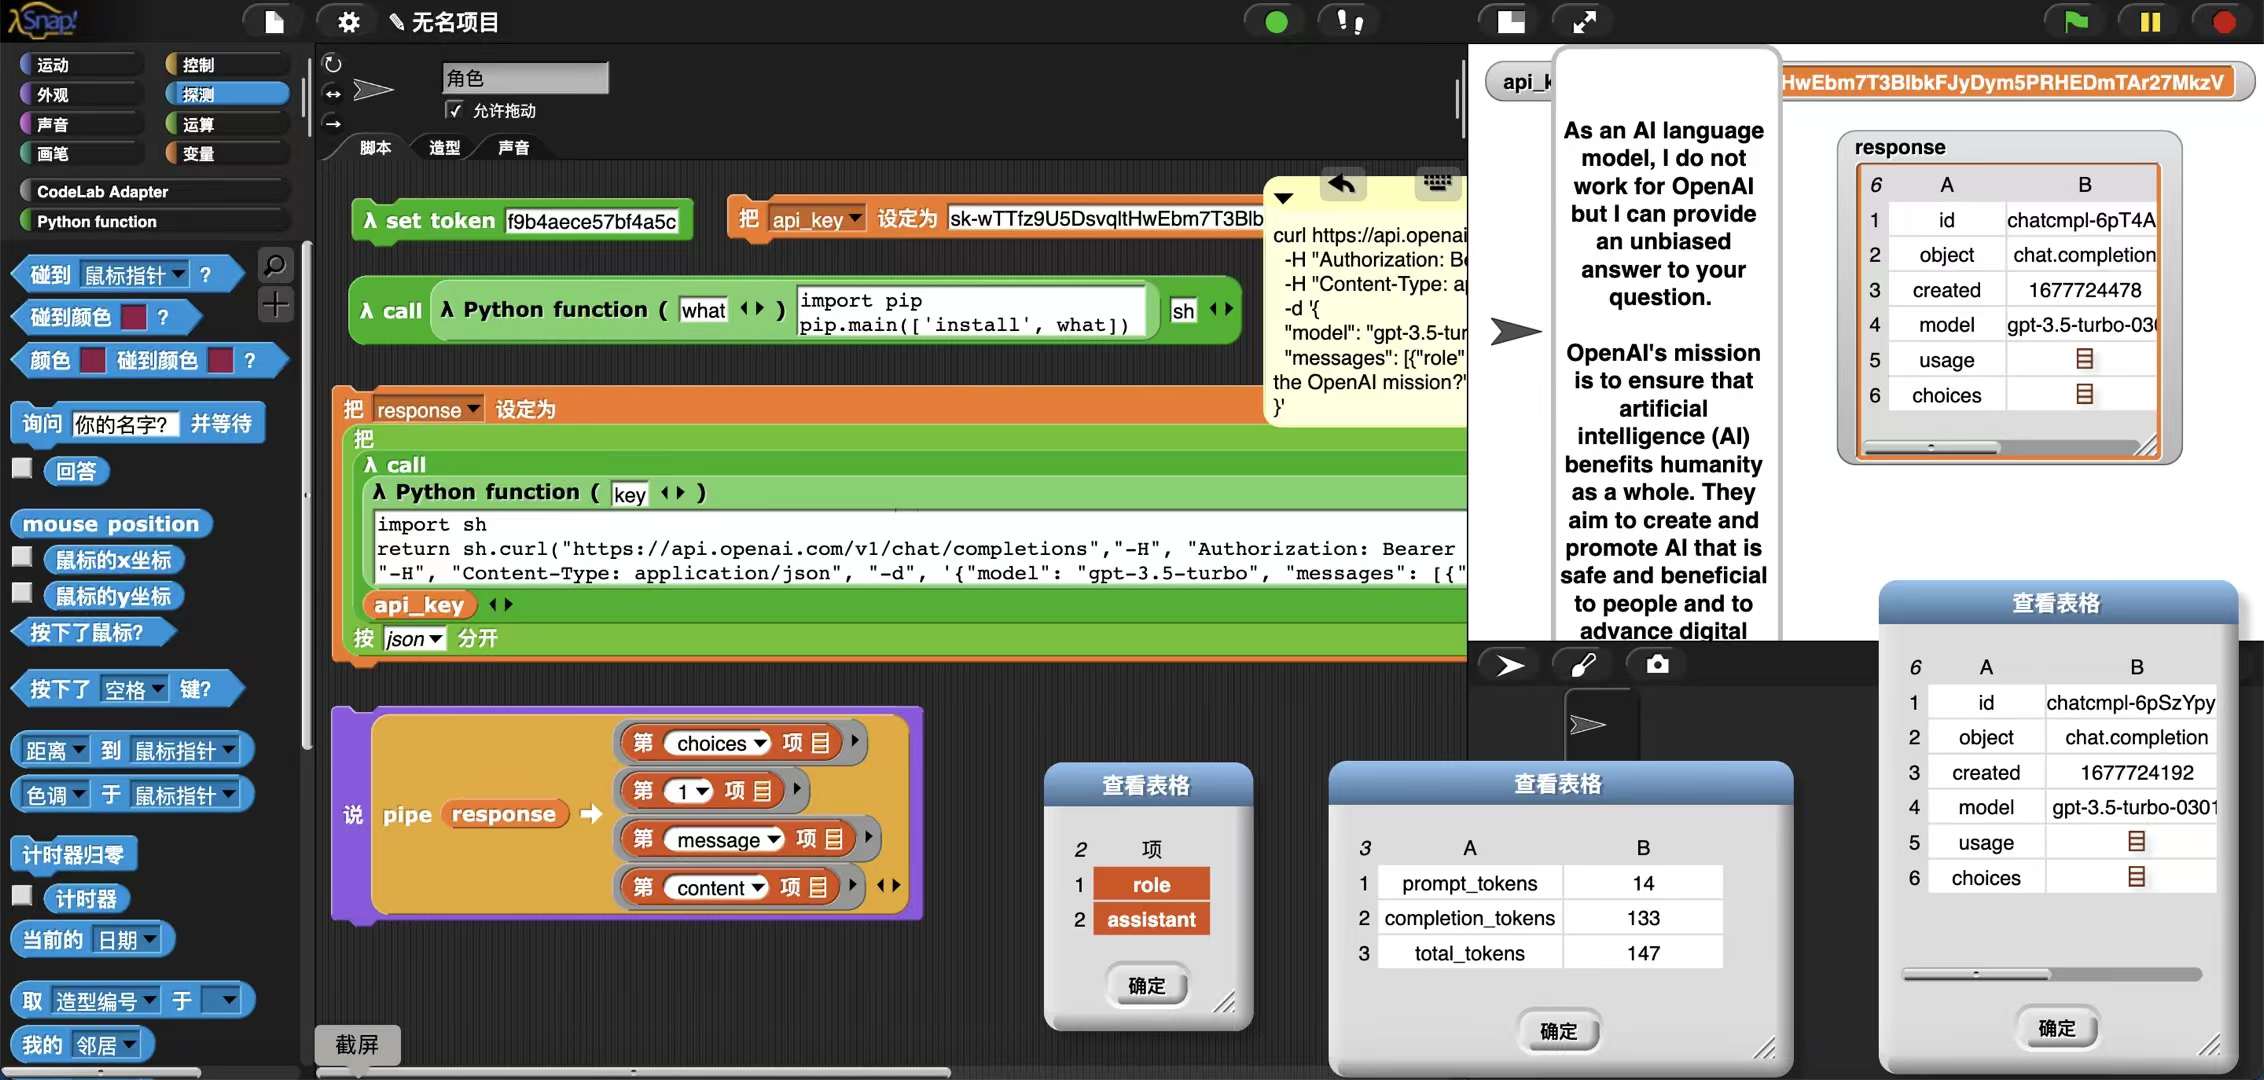 λSnap!
无名项目
运动
控制
外观
探测
声音
运算
画笔
变量
CodeLab Adapter
Python function
碰到 鼠标指针 ?
碰到颜色 ?
颜色 碰到颜色 ?
询问 你的名字? 并等待
回答
mouse position
鼠标的x坐标
鼠标的y坐标
按下了鼠标?
按下了 空格 键?
距离 到 鼠标指针
色调 于 鼠标指针
计时器归零
计时器
当前的 日期
取 造型编号 于
我的 邻居
角色
允许拖动
脚本
造型
声音
λ set token f9b4aece57bf4a5c
把 api_key 设定为 sk-wTTfz9U5DsvqltHwEbm7T3Blb
λ call λ Python function ( what )
import pip
pip.main(['install', what])
sh
curl https://api.openai
-H "Authorization: Be
-H "Content-Type: ap
-d '{
"model": "gpt-3.5-tur
"messages": [{"role"
the OpenAI mission?"
}'
把 response 设定为
把
λ call
λ Python function ( key )
import sh
return sh.curl("https://api.openai.com/v1/chat/completions","-H", "Authorization: Bearer
"-H", "Content-Type: application/json", "-d", '{"model": "gpt-3.5-turbo", "messages": [{"
api_key
按 json 分开
说 pipe response
第 choices 项
第 1 项
第 message 项
第 content 项
截屏
api_k
HwEbm7T3BlbkFJyDym5PRHEDmTAr27MkzV
As an AI language
model, I do not
work for OpenAI
but I can provide
an unbiased
answer to your
question.
OpenAI's mission
is to ensure that
artificial
intelligence (AI)
benefits humanity
as a whole. They
aim to create and
promote AI that is
safe and beneficial
to people and to
advance digital
response
6 A B
1 id chatcmpl-6pT4A
2 object chat.completion
3 created 1677724478
4 model gpt-3.5-turbo-030
5 usage
6 choices
查看表格
2 项
1 role
2 assistant
确定
查看表格
3 A B
1 prompt_tokens 14
2 completion_tokens 133
3 total_tokens 147
确定
查看表格
6 A B
1 id chatcmpl-6pSzYpy
2 object chat.completion
3 created 1677724192
4 model gpt-3.5-turbo-0301
5 usage
6 choices
确定